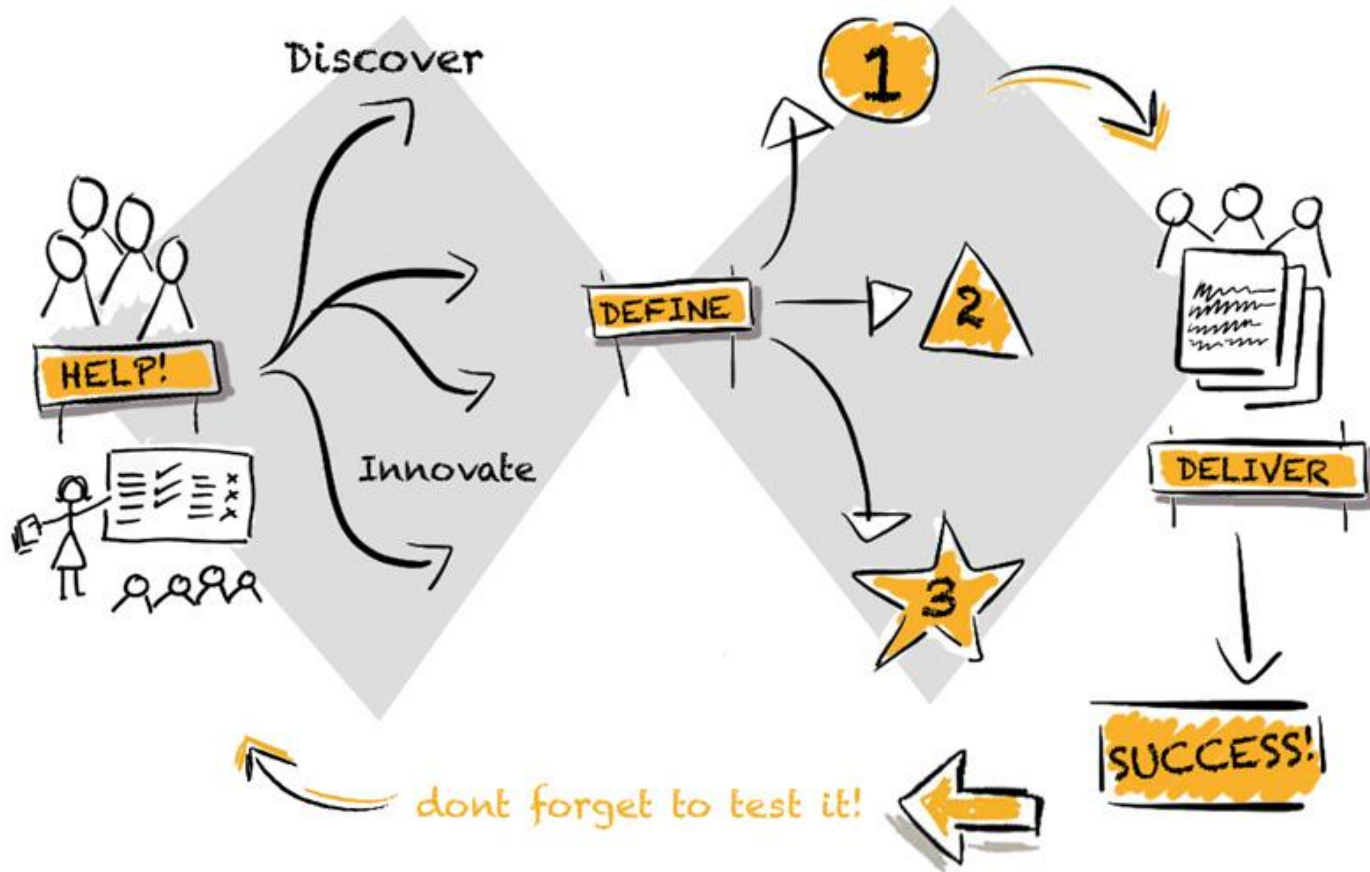 Discover
1
HELP!
DEFINE
2
Innovate
DELIVER
3
SUCCESS!
dont forget to test it!